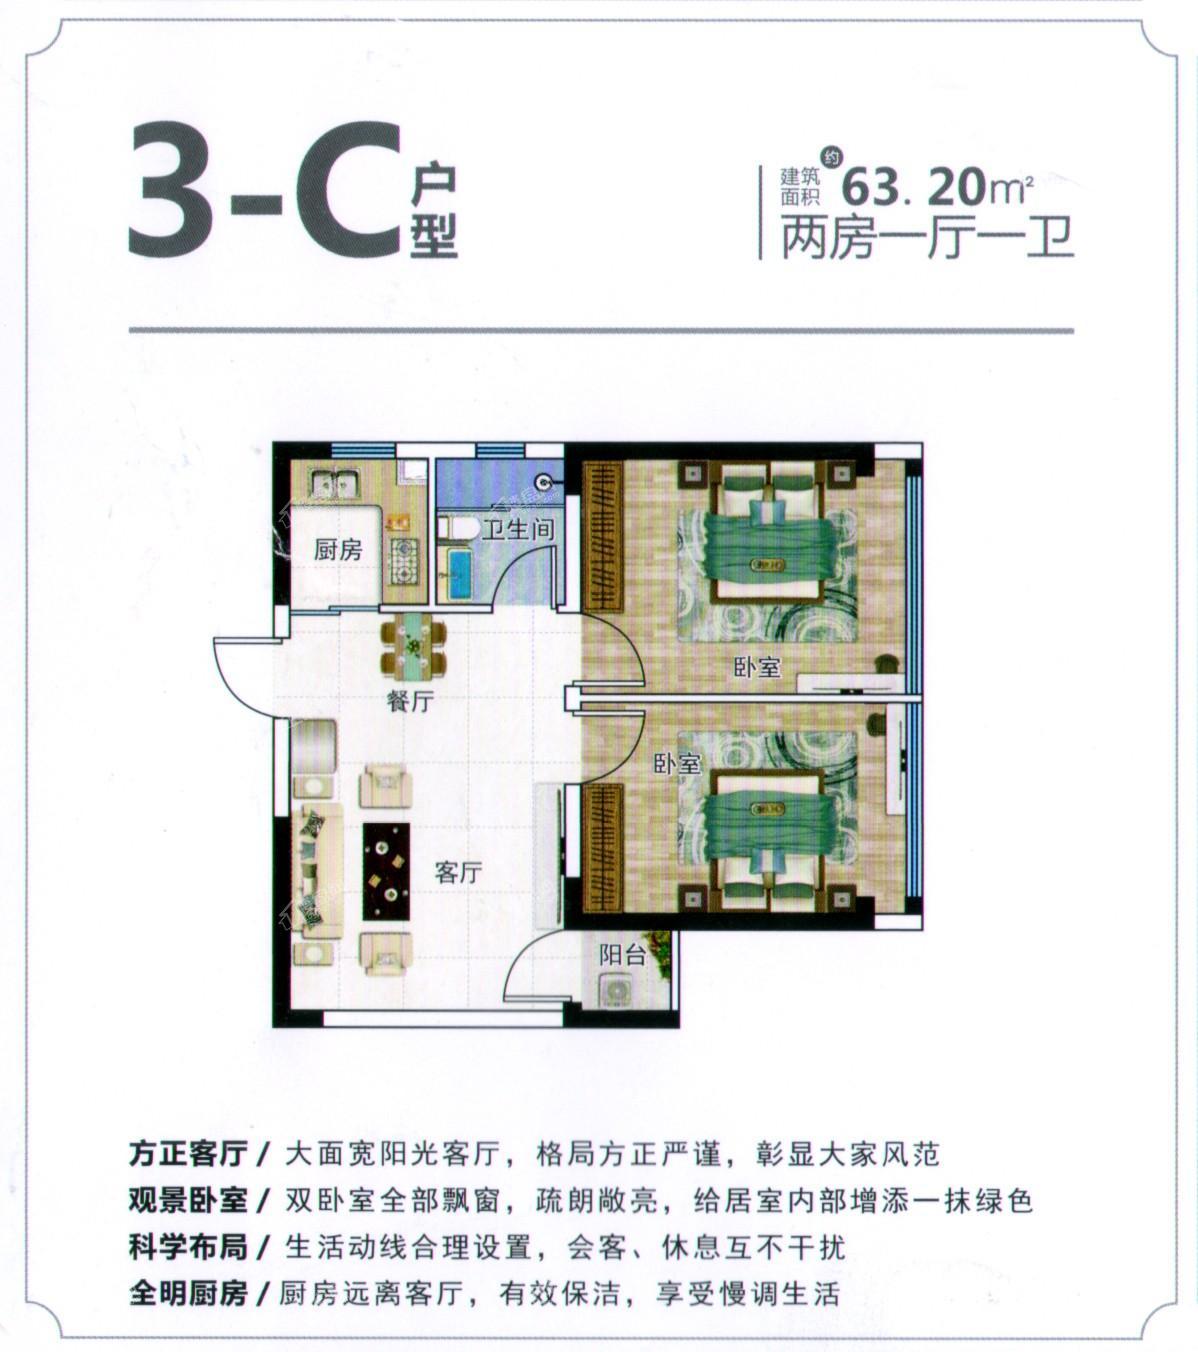 3-C户型
建筑面积 约 63.20m²
两房一厅一卫
厨房
卫生间
餐厅
卧室
卧室
客厅
阳台
方正客厅 / 大面宽阳光客厅，格局方正严谨，彰显大家风范
观景卧室 / 双卧室全部飘窗，疏朗敞亮，给居室内部增添一抹绿色
科学布局 / 生活动线合理设置，会客、休息互不干扰
全明厨房 / 厨房远离客厅，有效保洁，享受慢调生活